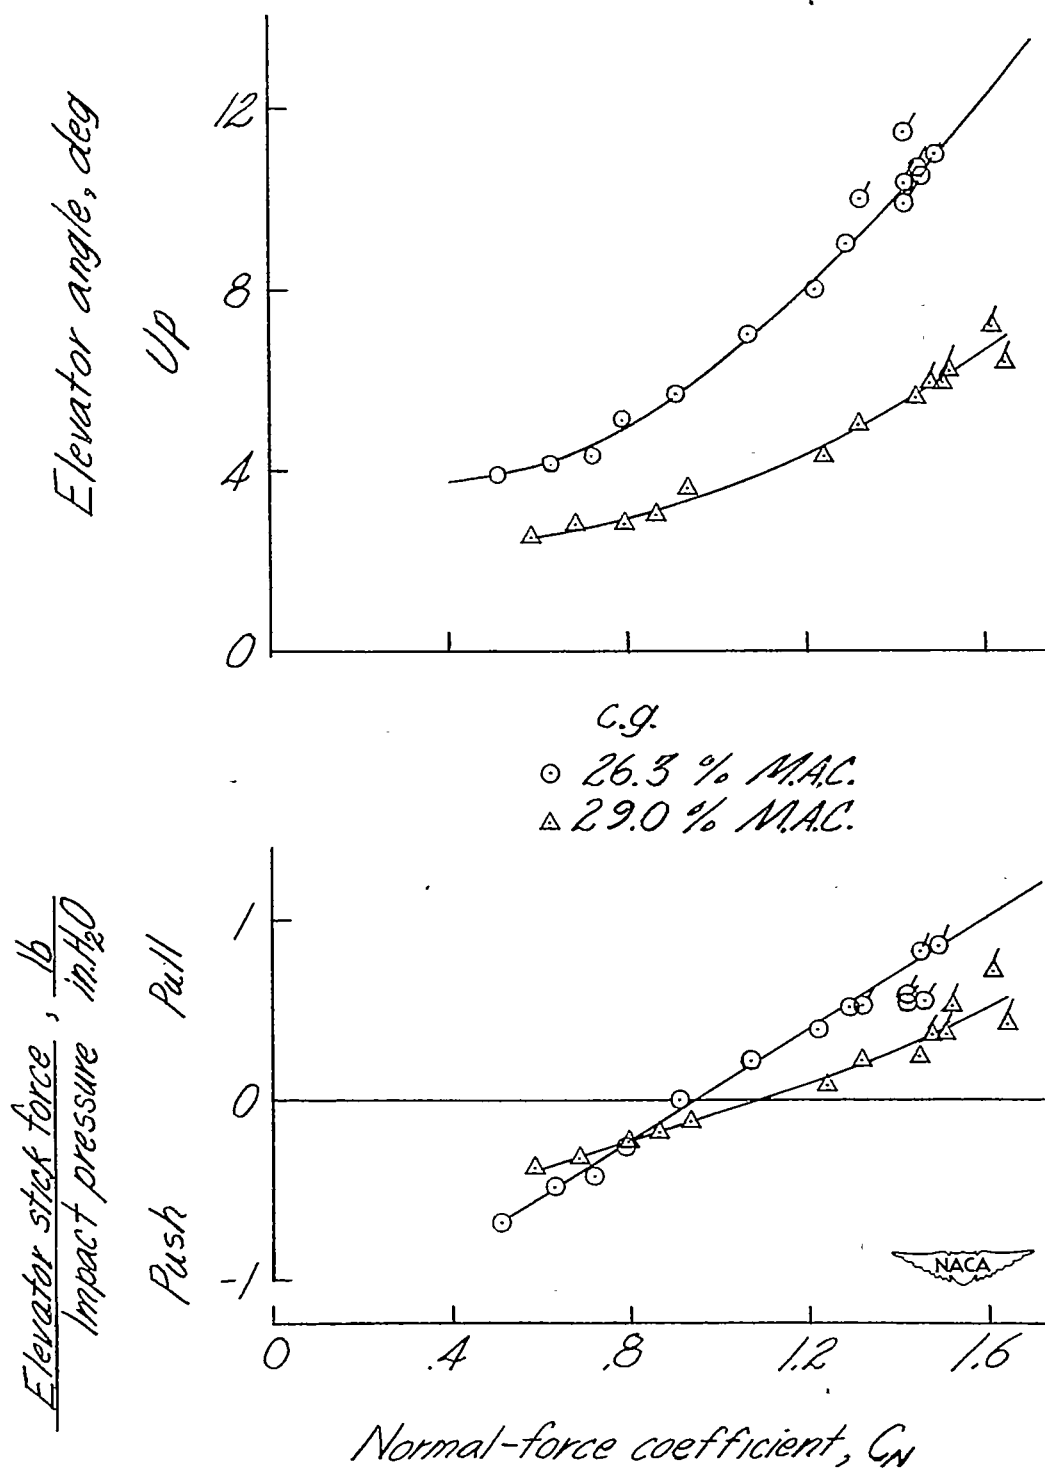 Elevator angle, deg
Up
12
8
4
0
c.g.
⊙ 26.3 % M.A.C.
△ 29.0 % M.A.C.
Elevator stick force, lb
Impact pressure in.H₂O
Pull
Push
1
0
-1
NACA
0 .4 .8 1.2 1.6
Normal-force coefficient, C_N